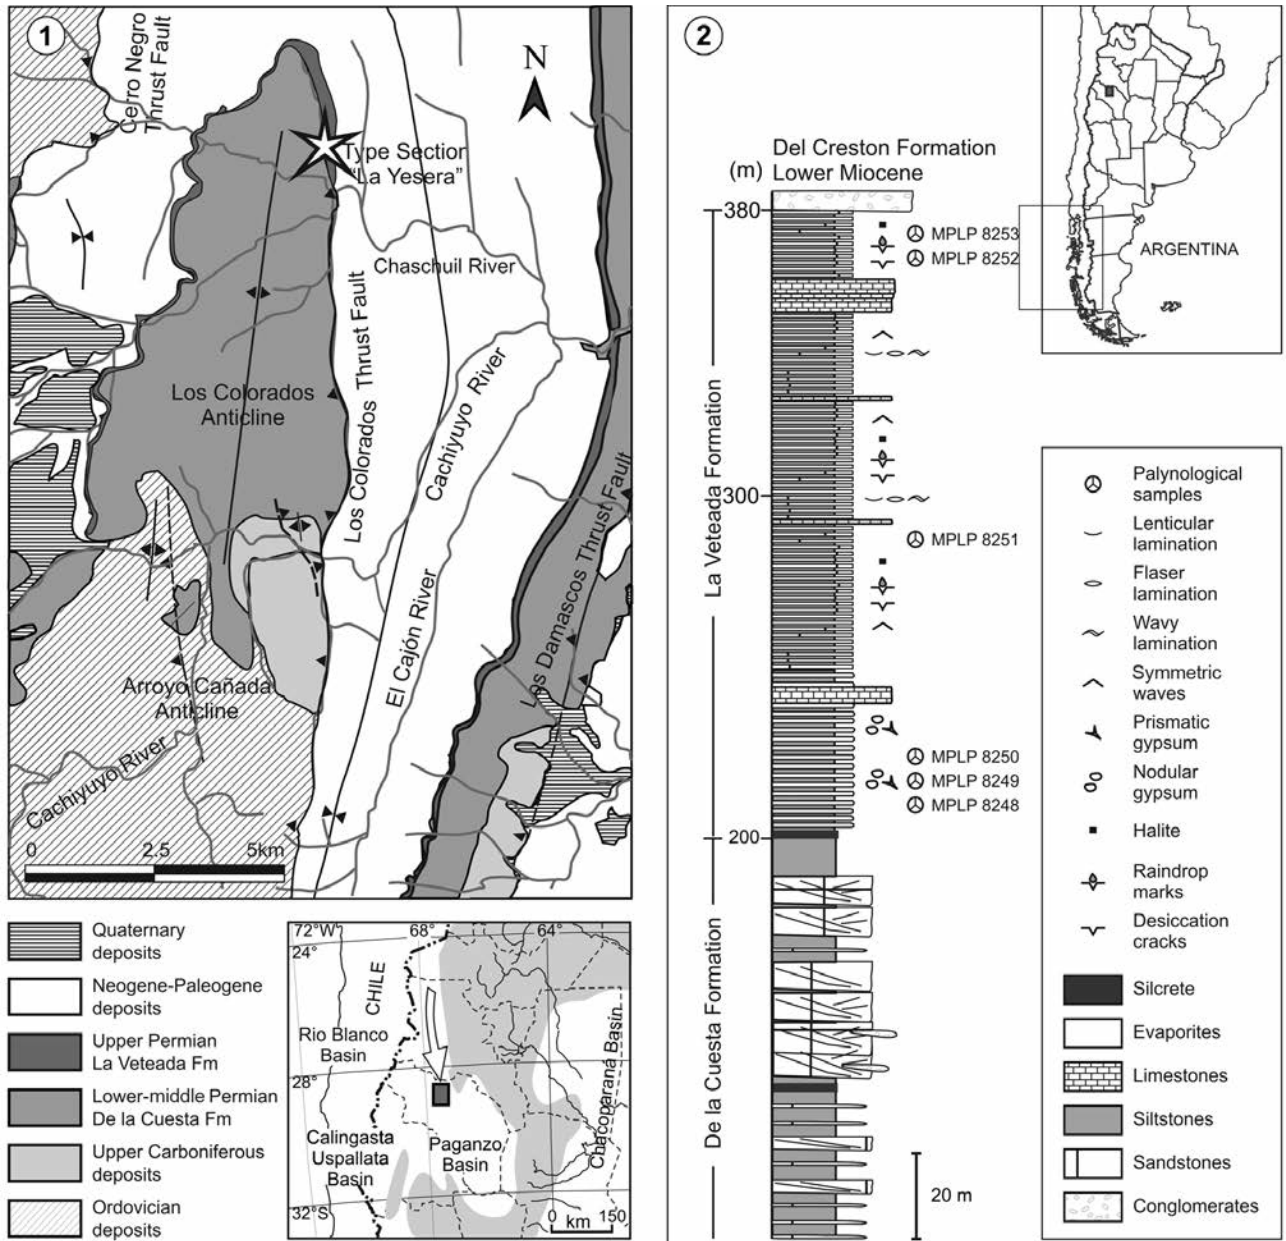 1
Cerro Negro
Thrust Fault
N
Type Section
"La Yesera"
Chaschuil River
Los Colorados Thrust Fault
Los Colorados
Anticline
Cachiyuyo River
El Cajón River
Los Damascos Thrust Fault
Arroyo Cañada
Anticline
Cachiyuyo River
0 2.5 5km
Quaternary
deposits
Neogene-Paleogene
deposits
Upper Permian
La Veteada Fm
Lower-middle Permian
De la Cuesta Fm
Upper Carboniferous
deposits
Ordovician
deposits
72°W 68° 64°
24°
CHILE
Rio Blanco
Basin
28°
Calingasta
Uspallata
Basin
Paganzo
Basin
Chacoparaná Basin
32°S
0 km 150
2
Del Creston Formation
(m) Lower Miocene
380
MPLP 8253
MPLP 8252
La Veteada Formation
300
MPLP 8251
MPLP 8250
MPLP 8249
MPLP 8248
200
De la Cuesta Formation
20 m
ARGENTINA
Palynological
samples
Lenticular
lamination
Flaser
lamination
Wavy
lamination
Symmetric
waves
Prismatic
gypsum
Nodular
gypsum
Halite
Raindrop
marks
Desiccation
cracks
Silcrete
Evaporites
Limestones
Siltstones
Sandstones
Conglomerates